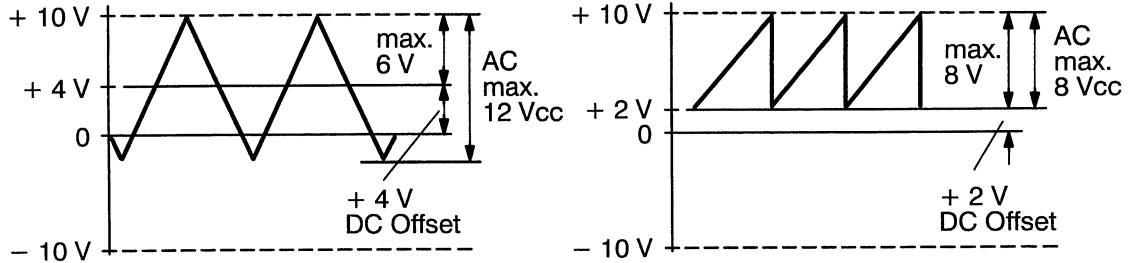 + 10 V
max.
6 V
AC
max.
12 Vcc
+ 4 V
0
+ 4 V
DC Offset
− 10 V
+ 10 V
max.
8 V
AC
max.
8 Vcc
+ 2 V
0
+ 2 V
DC Offset
− 10 V